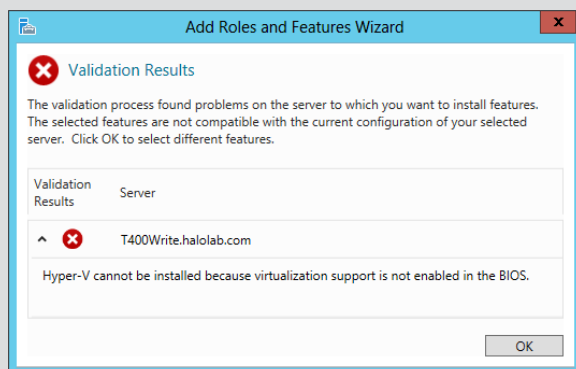 Add Roles and Features Wizard
x
Validation Results
The validation process found problems on the server to which you want to install features.
The selected features are not compatible with the current configuration of your selected
server. Click OK to select different features.
Validation
Results
Server
T400Write.halolab.com
Hyper-V cannot be installed because virtualization support is not enabled in the BIOS.
OK